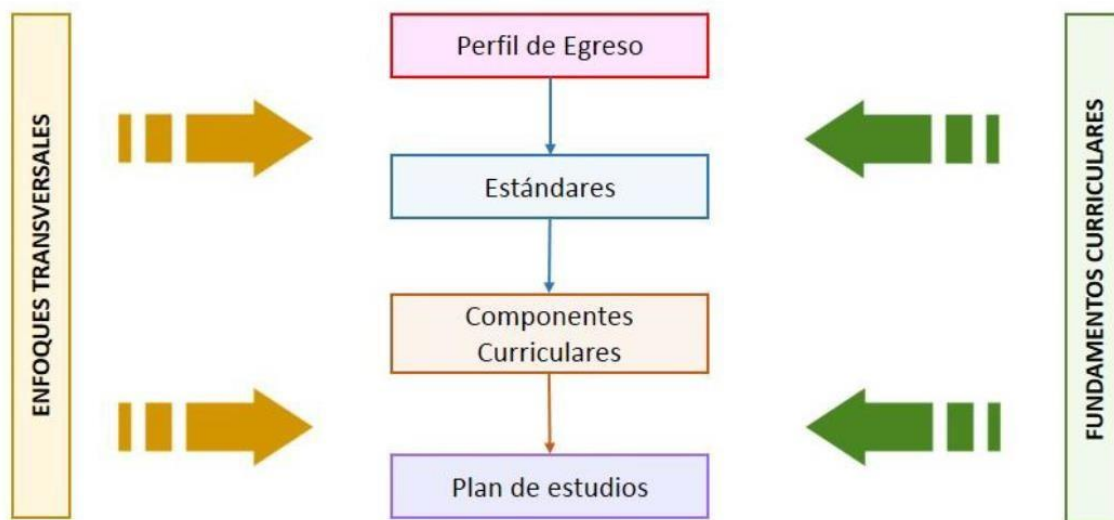 ENFOQUES TRANSVERSALES
Perfil de Egreso
Estándares
Componentes
Curriculares
Plan de estudios
FUNDAMENTOS CURRICULARES